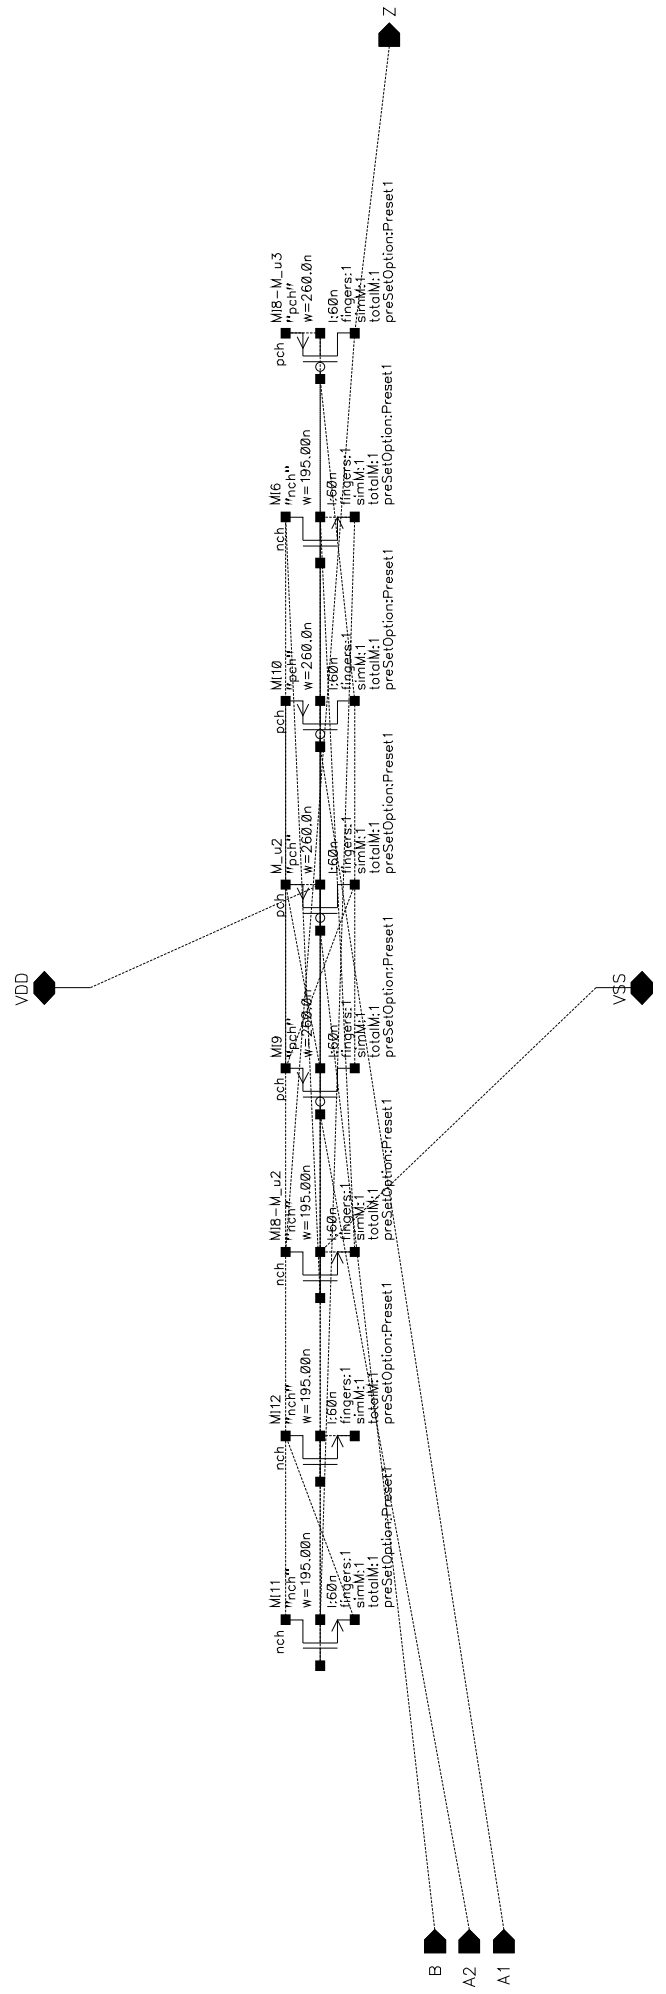 Z
MI8-M_u3
pch
"pch"
w=260.0n
l:60n
fingers:1
simM:1
totalM:1
preSetOption:Preset1
MI6
nch
"nch"
w=195.00n
l:60n
fingers:1
simM:1
totalM:1
preSetOption:Preset1
MI10
pch
"pch"
w=260.0n
l:60n
fingers:1
simM:1
totalM:1
preSetOption:Preset1
M_u2
pch
"pch"
w=260.0n
l:60n
fingers:1
simM:1
totalM:1
preSetOption:Preset1
VDD
VSS
MI9
pch
"pch"
w=260.0n
l:60n
fingers:1
simM:1
totalM:1
preSetOption:Preset1
MI8-M_u2
nch
"nch"
w=195.00n
l:60n
fingers:1
simM:1
totalM:1
preSetOption:Preset1
MI12
nch
"nch"
w=195.00n
l:60n
fingers:1
simM:1
totalM:1
preSetOption:Preset1
MI11
nch
"nch"
w=195.00n
l:60n
fingers:1
simM:1
totalM:1
preSetOption:Preset1
B
A2
A1